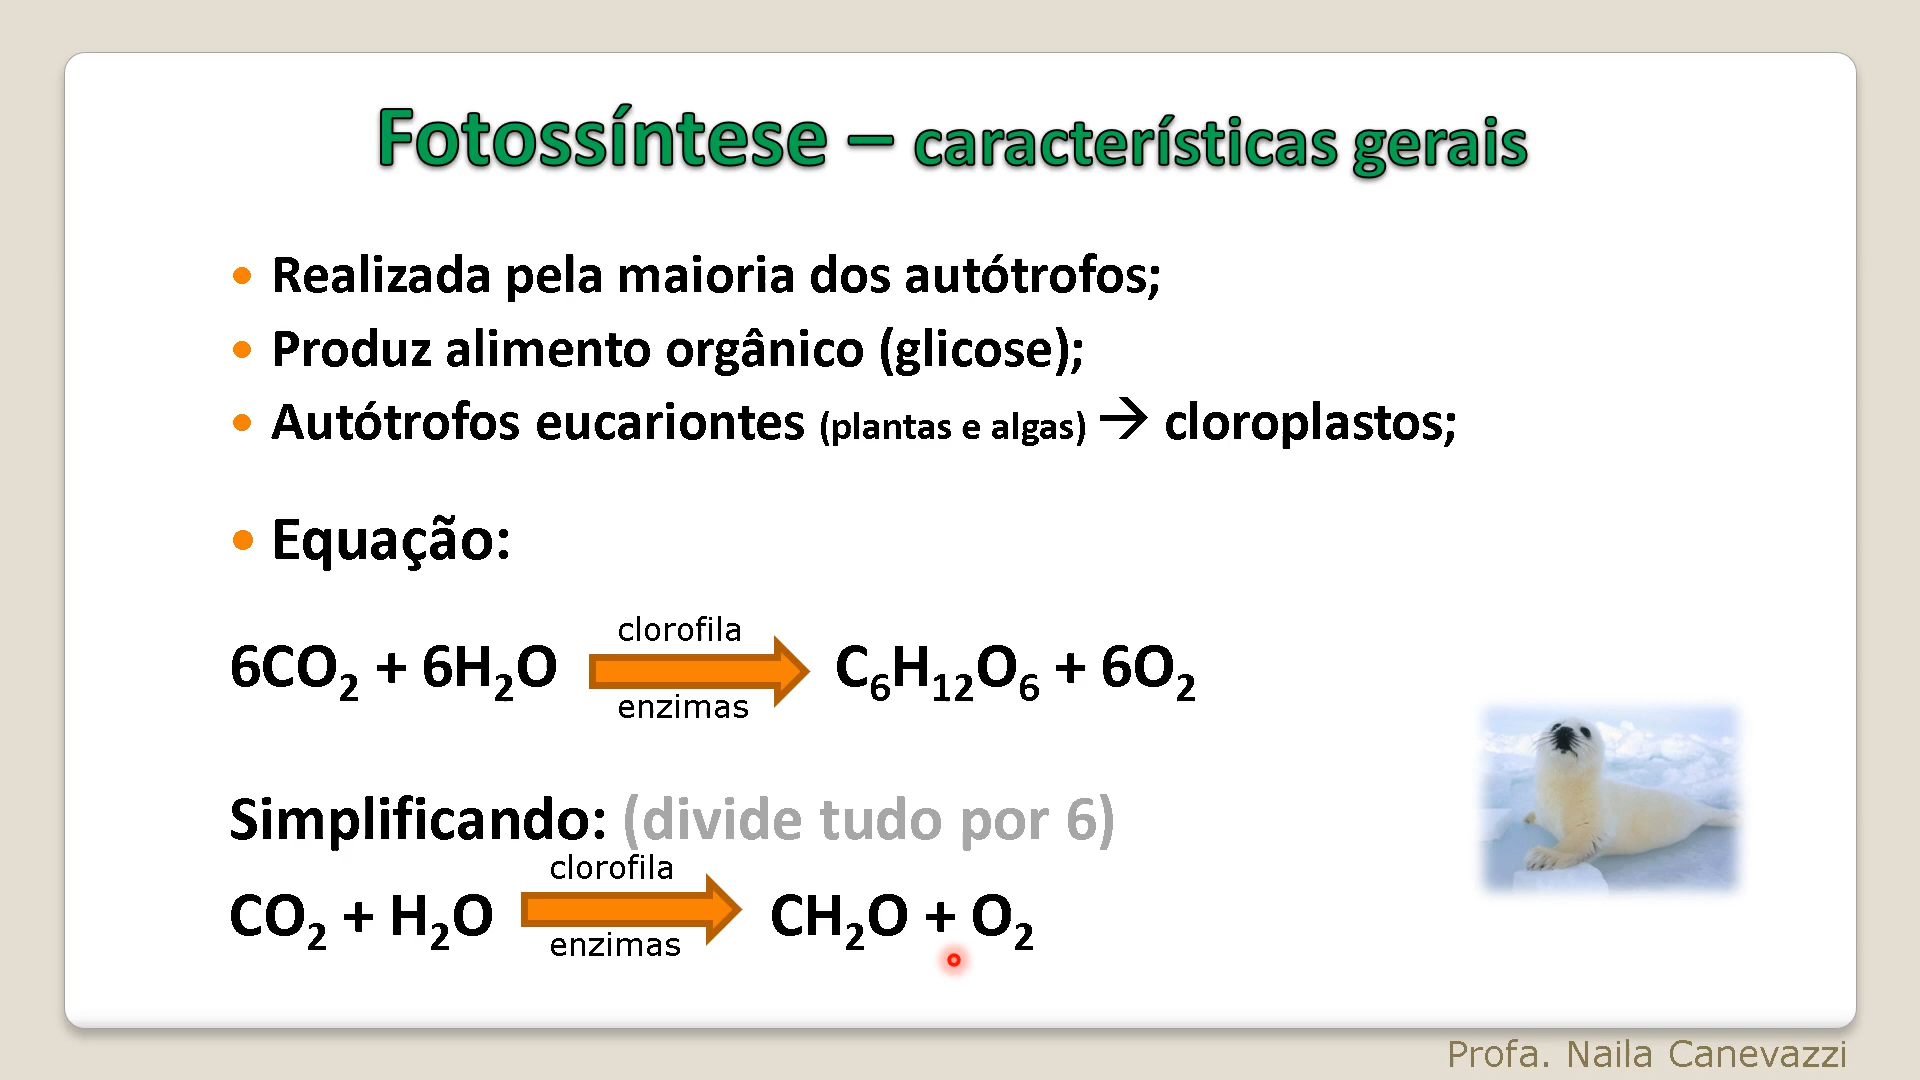 Fotossíntese – características gerais
• Realizada pela maioria dos autótrofos;
• Produz alimento orgânico (glicose);
• Autótrofos eucariontes (plantas e algas) → cloroplastos;
• Equação:
clorofila
6CO₂ + 6H₂O → C₆H₁₂O₆ + 6O₂
enzimas
Simplificando: (divide tudo por 6)
clorofila
CO₂ + H₂O → CH₂O + O₂
enzimas
Profa. Naila Canevazzi